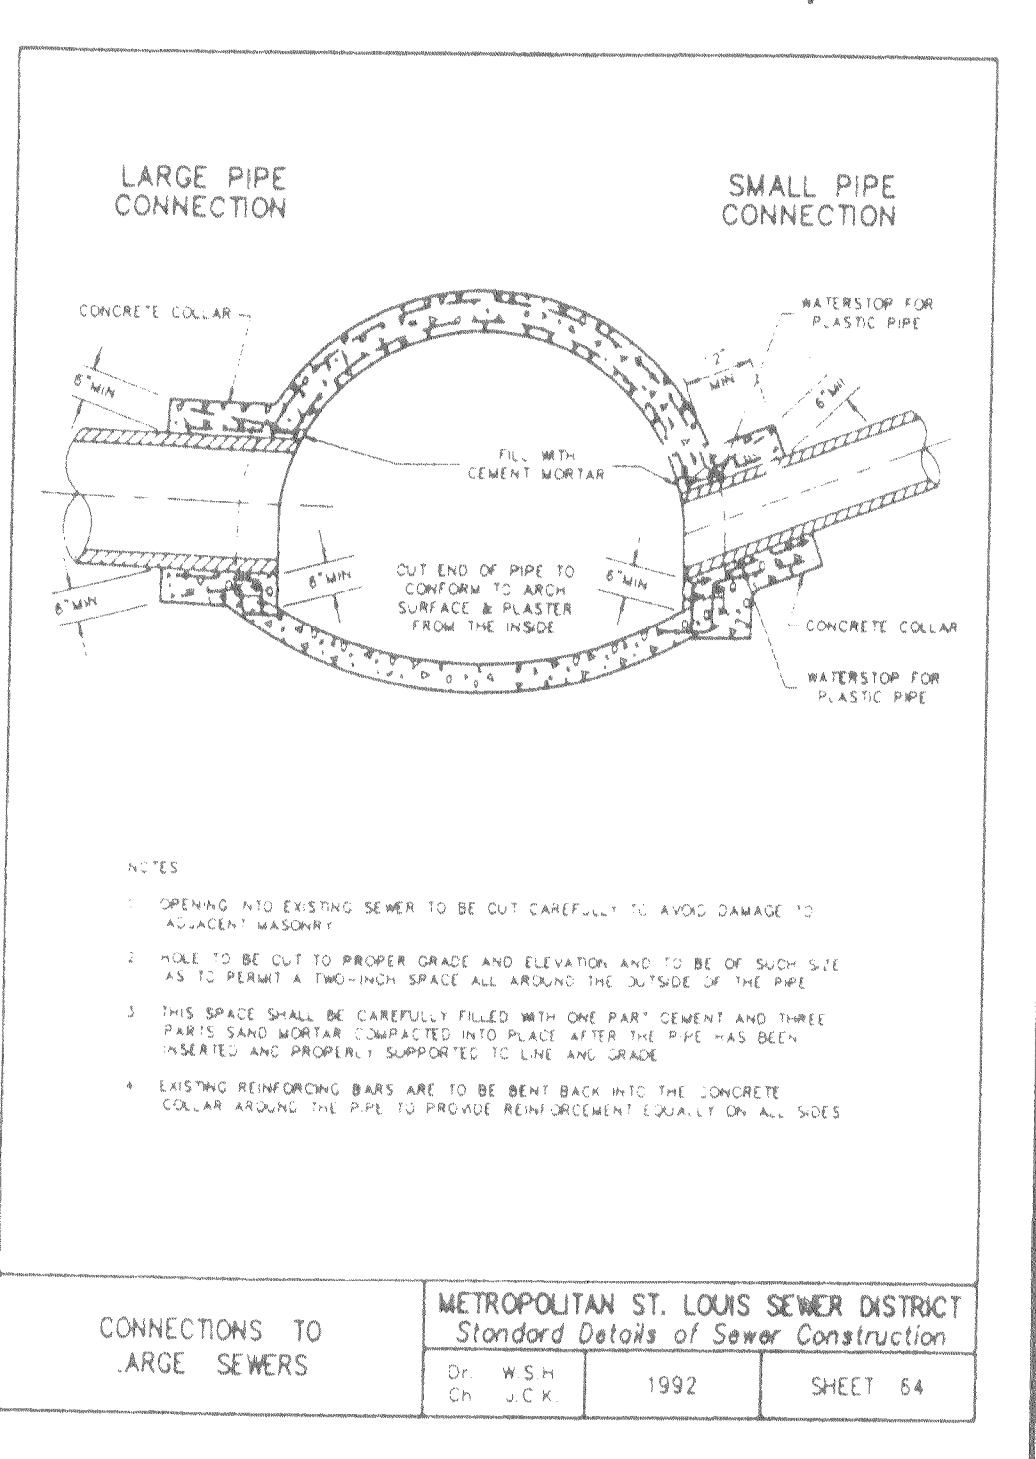 LARGE PIPE
CONNECTION
SMALL PIPE
CONNECTION
CONCRETE COLLAR
WATERSTOP FOR
PLASTIC PIPE
6" MIN
2"
MIN
6" MIN
FILL WITH
CEMENT MORTAR
6" MIN
6" MIN
CUT END OF PIPE TO
CONFORM TO ARCH
SURFACE & PLASTER
FROM THE INSIDE
6" MIN
CONCRETE COLLAR
WATERSTOP FOR
PLASTIC PIPE
NOTES
1 OPENING INTO EXISTING SEWER TO BE CUT CAREFULLY TO AVOID DAMAGE TO
ADJACENT MASONRY
2 HOLE TO BE CUT TO PROPER GRADE AND ELEVATION AND TO BE OF SUCH SIZE
AS TO PERMIT A TWO-INCH SPACE ALL AROUND THE OUTSIDE OF THE PIPE
3 THIS SPACE SHALL BE CAREFULLY FILLED WITH ONE PART CEMENT AND THREE
PARTS SAND MORTAR COMPACTED INTO PLACE AFTER THE PIPE HAS BEEN
INSERTED AND PROPERLY SUPPORTED TO LINE AND GRADE
4 EXISTING REINFORCING BARS ARE TO BE BENT BACK INTO THE CONCRETE
COLLAR AROUND THE PIPE TO PROVIDE REINFORCEMENT EQUALLY ON ALL SIDES
CONNECTIONS TO
LARGE SEWERS
METROPOLITAN ST. LOUIS SEWER DISTRICT
Standard Details of Sewer Construction
Dr. W.S.H
Ch J.C.K.
1992
SHEET 64